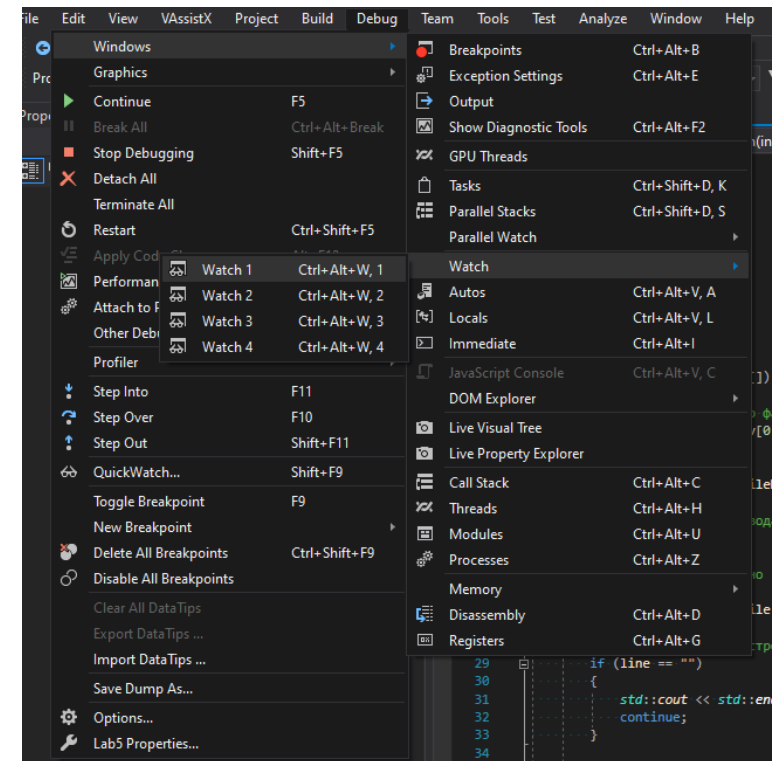 File Edit View VAssistX Project Build Debug Team Tools Test Analyze Window Help
Windows
Graphics
Continue F5
Break All Ctrl+Alt+Break
Stop Debugging Shift+F5
Detach All
Terminate All
Restart Ctrl+Shift+F5
Apply Cod
Performan
Attach to P
Other Deb
Profiler
Step Into F11
Step Over F10
Step Out Shift+F11
QuickWatch... Shift+F9
Toggle Breakpoint F9
New Breakpoint
Delete All Breakpoints Ctrl+Shift+F9
Disable All Breakpoints
Clear All DataTips
Export DataTips ...
Import DataTips ...
Save Dump As...
Options...
Lab5 Properties...
Watch 1 Ctrl+Alt+W, 1
Watch 2 Ctrl+Alt+W, 2
Watch 3 Ctrl+Alt+W, 3
Watch 4 Ctrl+Alt+W, 4
Breakpoints Ctrl+Alt+B
Exception Settings Ctrl+Alt+E
Output
Show Diagnostic Tools Ctrl+Alt+F2
GPU Threads
Tasks Ctrl+Shift+D, K
Parallel Stacks Ctrl+Shift+D, S
Parallel Watch
Watch
Autos Ctrl+Alt+V, A
Locals Ctrl+Alt+V, L
Immediate Ctrl+Alt+I
JavaScript Console Ctrl+Alt+V, C
DOM Explorer
Live Visual Tree
Live Property Explorer
Call Stack Ctrl+Alt+C
Threads Ctrl+Alt+H
Modules Ctrl+Alt+U
Processes Ctrl+Alt+Z
Memory
Disassembly Ctrl+Alt+D
Registers Ctrl+Alt+G
29 if (line == "")
30 {
31 std::cout << std::en
32 continue;
33 }
34